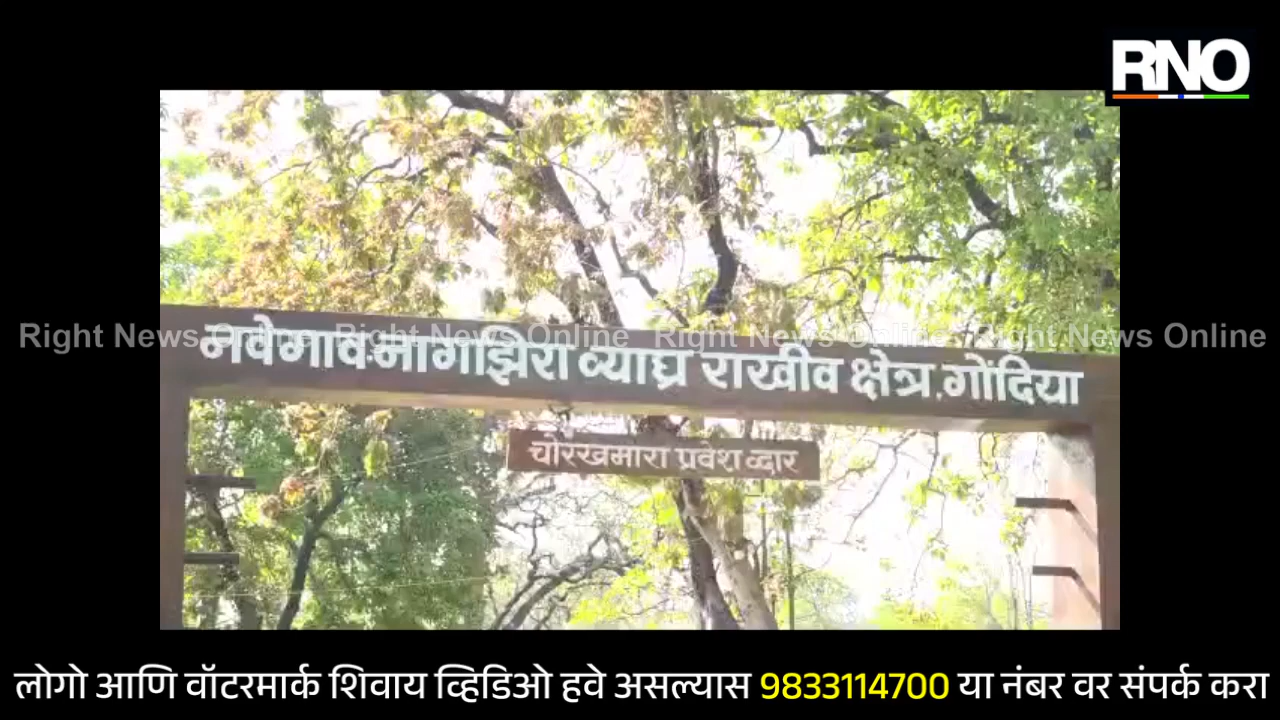 RNO
Right News Online Right News Online Right News Online Right News Online
नवेगाव-नागझिरा व्याघ्र राखीव क्षेत्र, गोंदिया
चोरखमारा प्रवेश व्दार
लोगो आणि वॉटरमार्क शिवाय व्हिडिओ हवे असल्यास 9833114700 या नंबर वर संपर्क करा